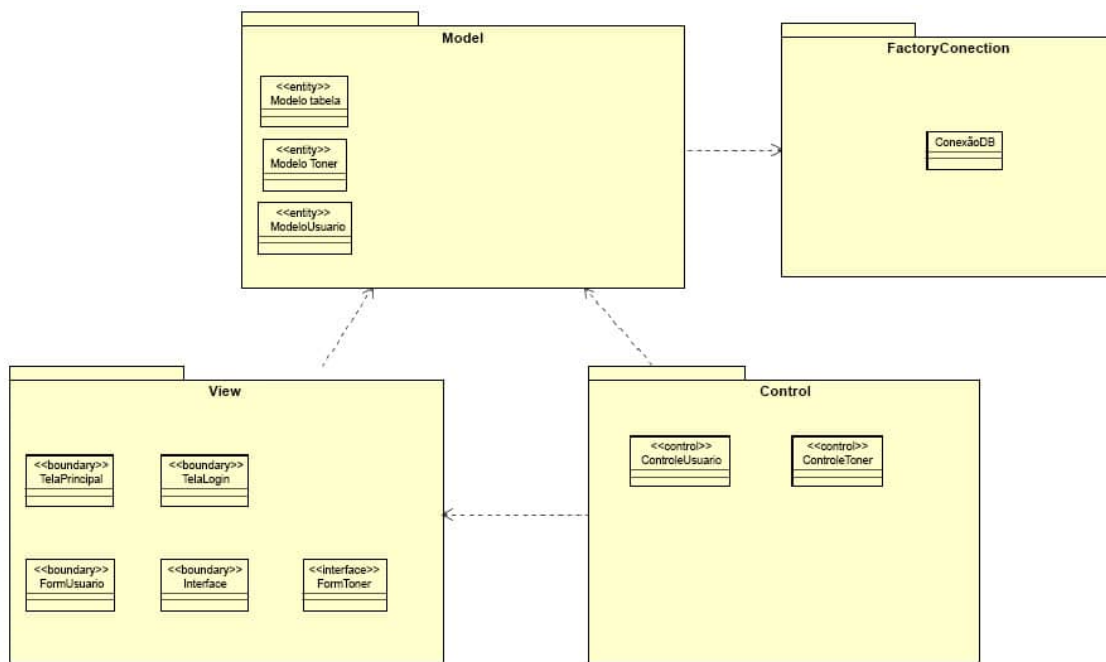 Model
<<entity>>
Modelo tabela
<<entity>>
Modelo Toner
<<entity>>
ModeloUsuario
FactoryConection
ConexãoDB
View
<<boundary>>
TelaPrincipal
<<boundary>>
TelaLogin
<<boundary>>
FormUsuario
<<boundary>>
Interface
<<interface>>
FormToner
Control
<<control>>
ControleUsuario
<<control>>
ControleToner